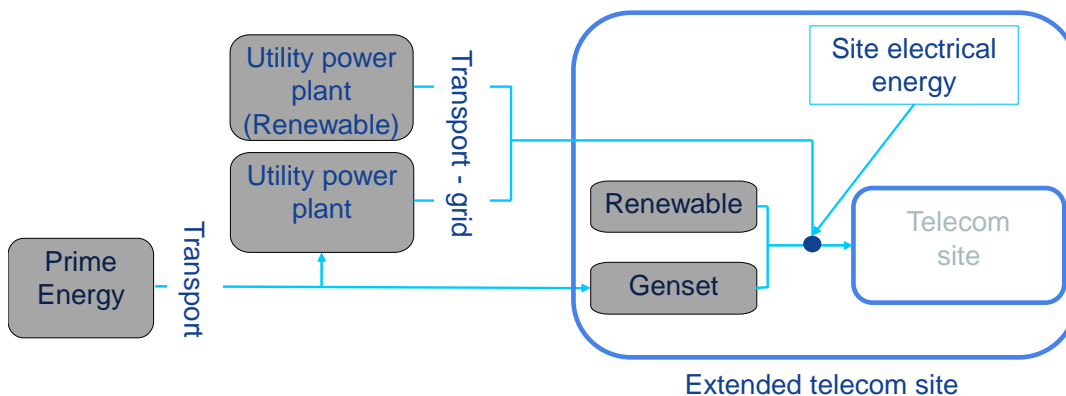 Utility power
plant
(Renewable)
Transport - grid
Site electrical
energy
Utility power
plant
Renewable
Telecom
site
Prime
Energy
Transport
Genset
Extended telecom site